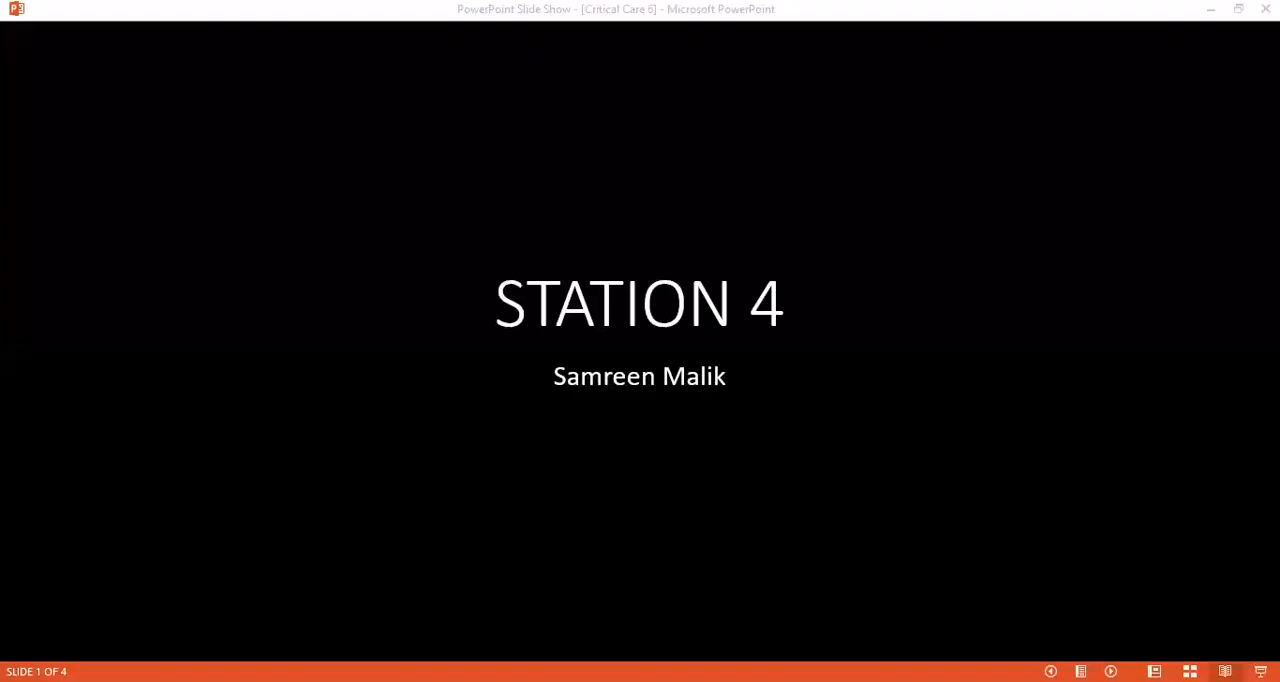 PowerPoint Slide Show - [Critical Care 6] - Microsoft PowerPoint
STATION 4
Samreen Malik
SLIDE 1 OF 4